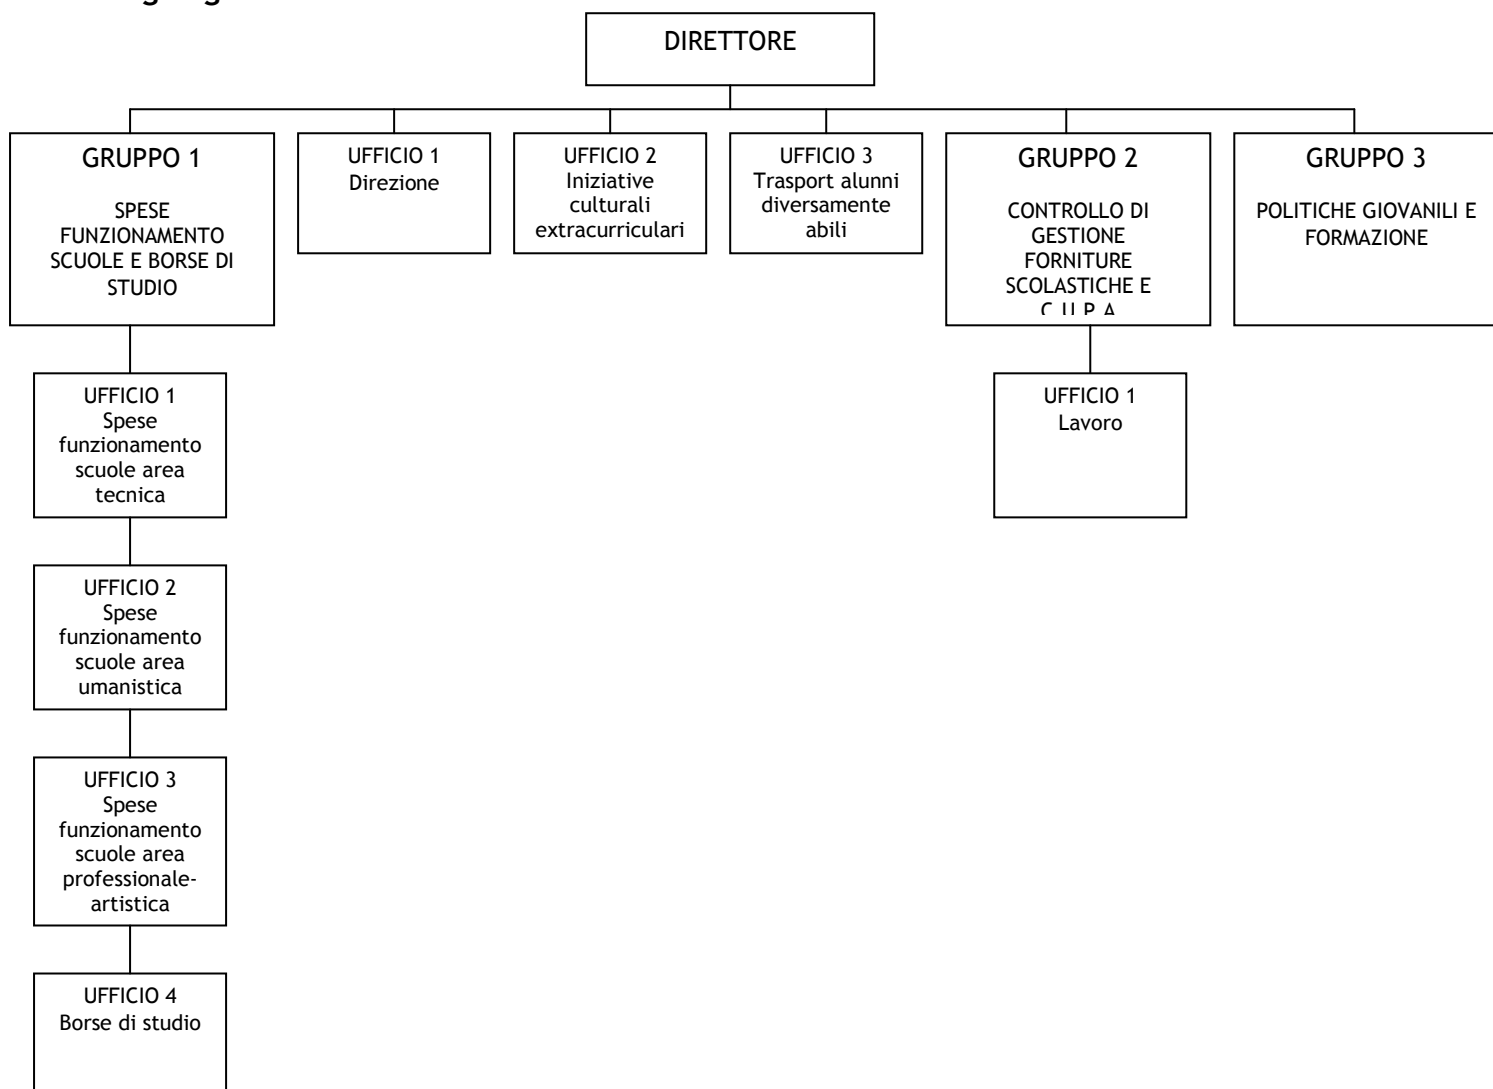 DIRETTORE
GRUPPO 1
SPESE
FUNZIONAMENTO
SCUOLE E BORSE DI
STUDIO
UFFICIO 1
Direzione
UFFICIO 2
Iniziative
culturali
extracurriculari
UFFICIO 3
Trasport alunni
diversamente
abili
GRUPPO 2
CONTROLLO DI
GESTIONE
FORNITURE
SCOLASTICHE E
C.U.P.A
GRUPPO 3
POLITICHE GIOVANILI E
FORMAZIONE
UFFICIO 1
Spese
funzionamento
scuole area
tecnica
UFFICIO 1
Lavoro
UFFICIO 2
Spese
funzionamento
scuole area
umanistica
UFFICIO 3
Spese
funzionamento
scuole area
professionale-
artistica
UFFICIO 4
Borse di studio